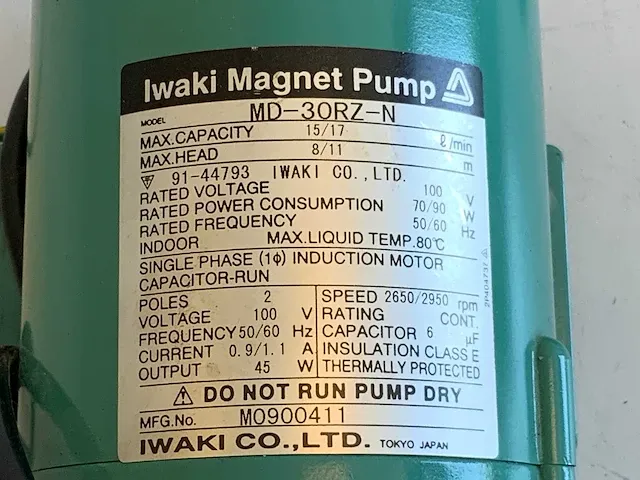 Iwaki Magnet Pump
MODEL MD-30RZ-N
MAX.CAPACITY 15/17 ℓ/min
MAX.HEAD 8/11 m
91-44793 IWAKI CO.,LTD.
RATED VOLTAGE 100 V
RATED POWER CONSUMPTION 70/90 W
RATED FREQUENCY 50/60 Hz
INDOOR MAX.LIQUID TEMP.80℃
SINGLE PHASE (1ϕ) INDUCTION MOTOR
CAPACITOR-RUN
POLES 2 SPEED 2650/2950 rpm
VOLTAGE 100 V RATING CONT.
FREQUENCY 50/60 Hz CAPACITOR 6 μF
CURRENT 0.9/1.1 A INSULATION CLASS E
OUTPUT 45 W THERMALLY PROTECTED
⚠ DO NOT RUN PUMP DRY
MFG.No. M0900411
IWAKI CO.,LTD. TOKYO JAPAN